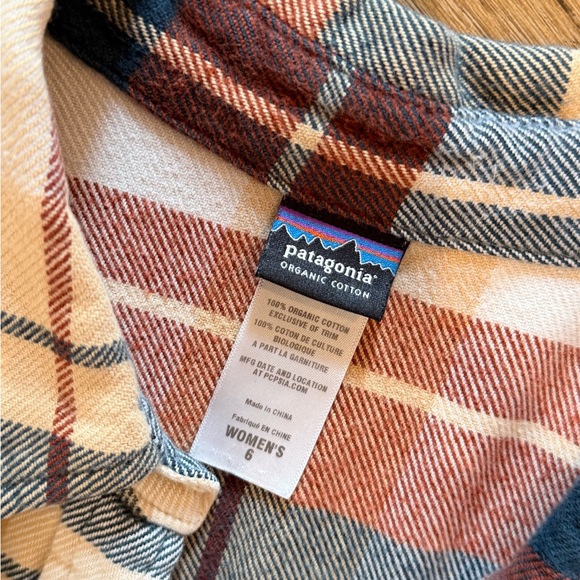 patagonia®
ORGANIC COTTON
100% ORGANIC COTTON
EXCLUSIVE OF TRIM
100% COTON DE CULTURE
BIOLOGIQUE
A PART LA GARNITURE
MFG DATE AND LOCATION
AT PCPSIA.COM
Made in CHINA
Fabriqué EN CHINE
WOMEN'S
6